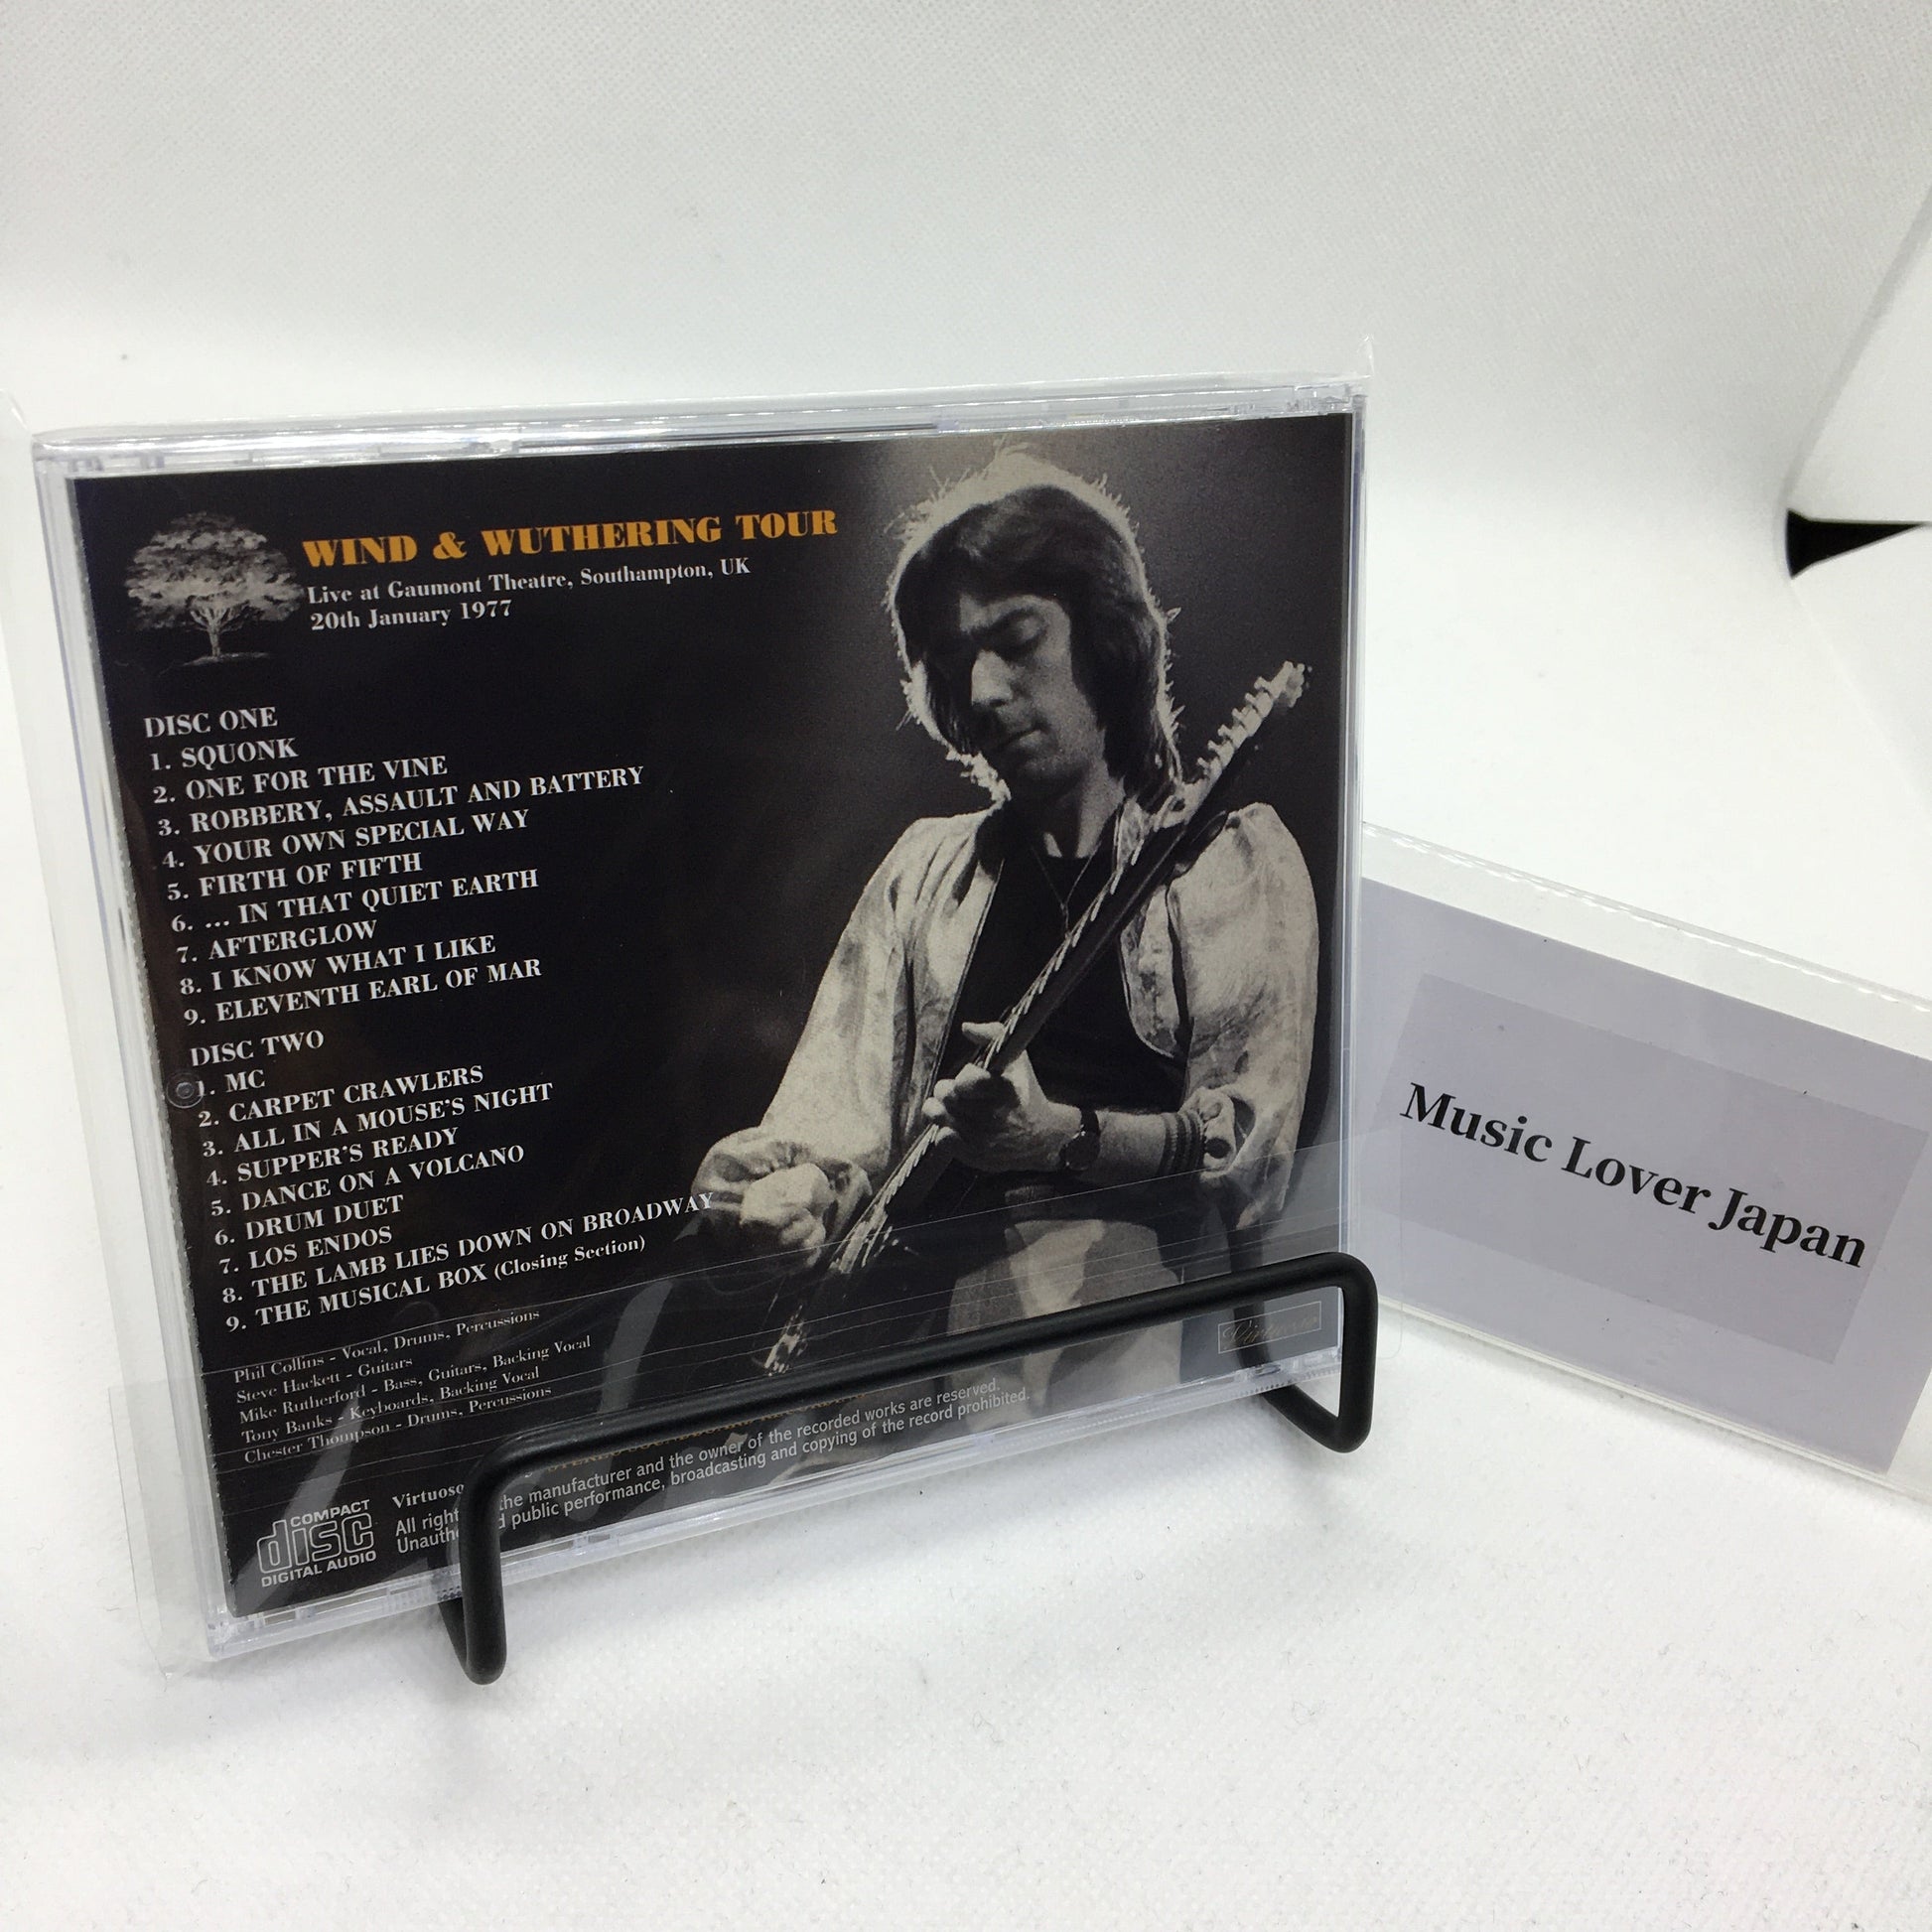 WIND & WUTHERING TOUR
Live at Gaumont Theatre, Southampton, UK
20th January 1977
DISC ONE
1. SQUONK
2. ONE FOR THE VINE
3. ROBBERY, ASSAULT AND BATTERY
4. YOUR OWN SPECIAL WAY
5. FIRTH OF FIFTH
6. ... IN THAT QUIET EARTH
7. AFTERGLOW
8. I KNOW WHAT I LIKE
9. ELEVENTH EARL OF MAR
DISC TWO
1. MC
2. CARPET CRAWLERS
3. ALL IN A MOUSE'S NIGHT
4. SUPPER'S READY
5. DANCE ON A VOLCANO
6. DRUM DUET
7. LOS ENDOS
8. THE LAMB LIES DOWN ON BROADWAY
9. THE MUSICAL BOX (Closing Section)
Phil Collins - Vocal, Drums, Percussions
Steve Hackett - Guitars
Mike Rutherford - Bass, Guitars, Backing Vocal
Tony Banks - Keyboards, Backing Vocal
Chester Thompson - Drums, Percussions
Virtuoso
COMPACT
disc
DIGITAL AUDIO
Virtuoso
All right the manufacturer and the owner of the recorded works are reserved.
public performance, broadcasting and copying of the record prohibited.
Music Lover Japan